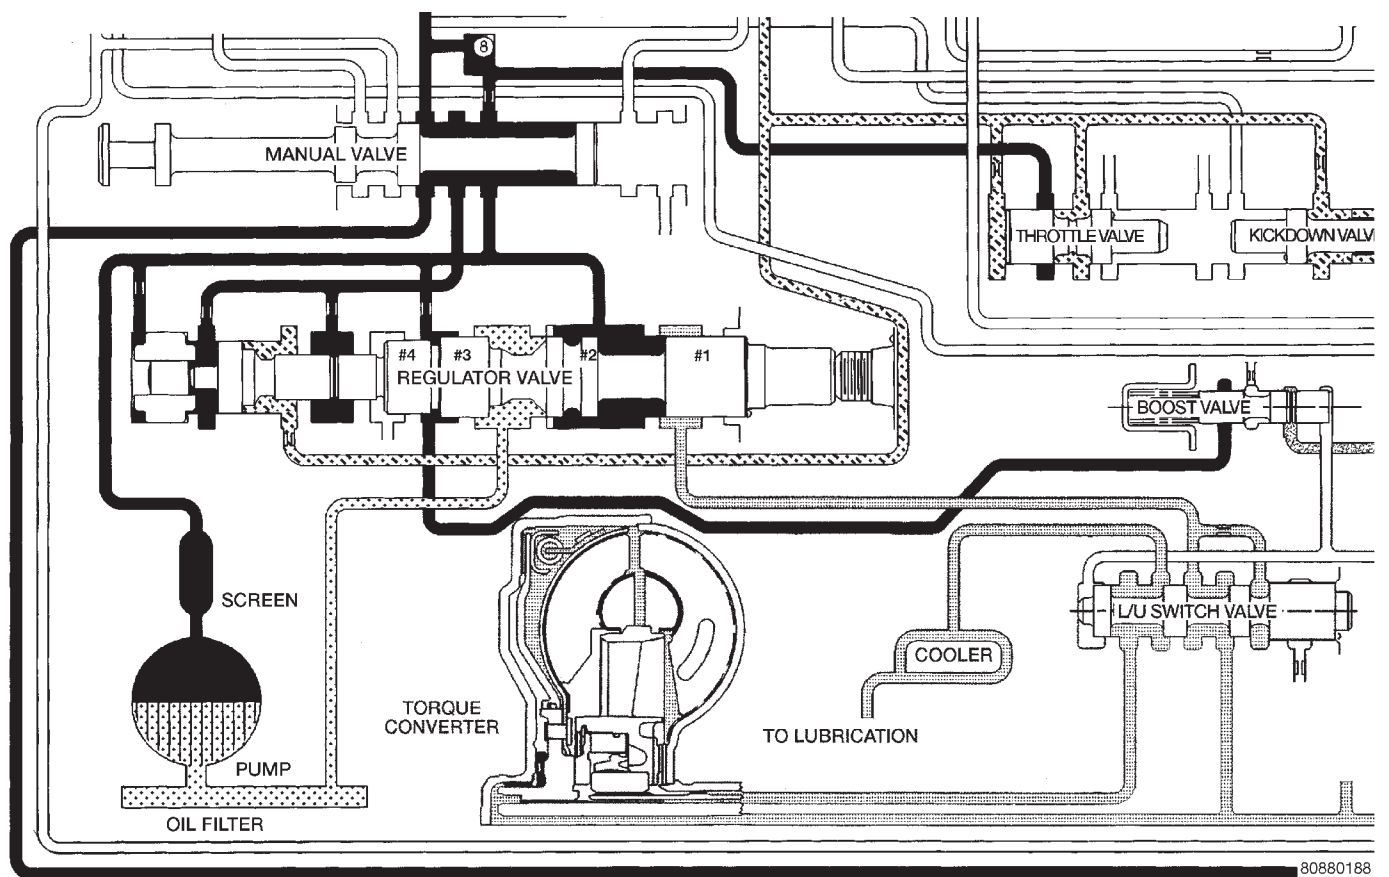 8
MANUAL VALVE
THROTTLE VALVE
KICKDOWN VALV
#4
#3
#2
#1
REGULATOR VALVE
BOOST VALVE
SCREEN
L/U SWITCH VALVE
COOLER
TORQUE
CONVERTER
TO LUBRICATION
PUMP
OIL FILTER
80880188